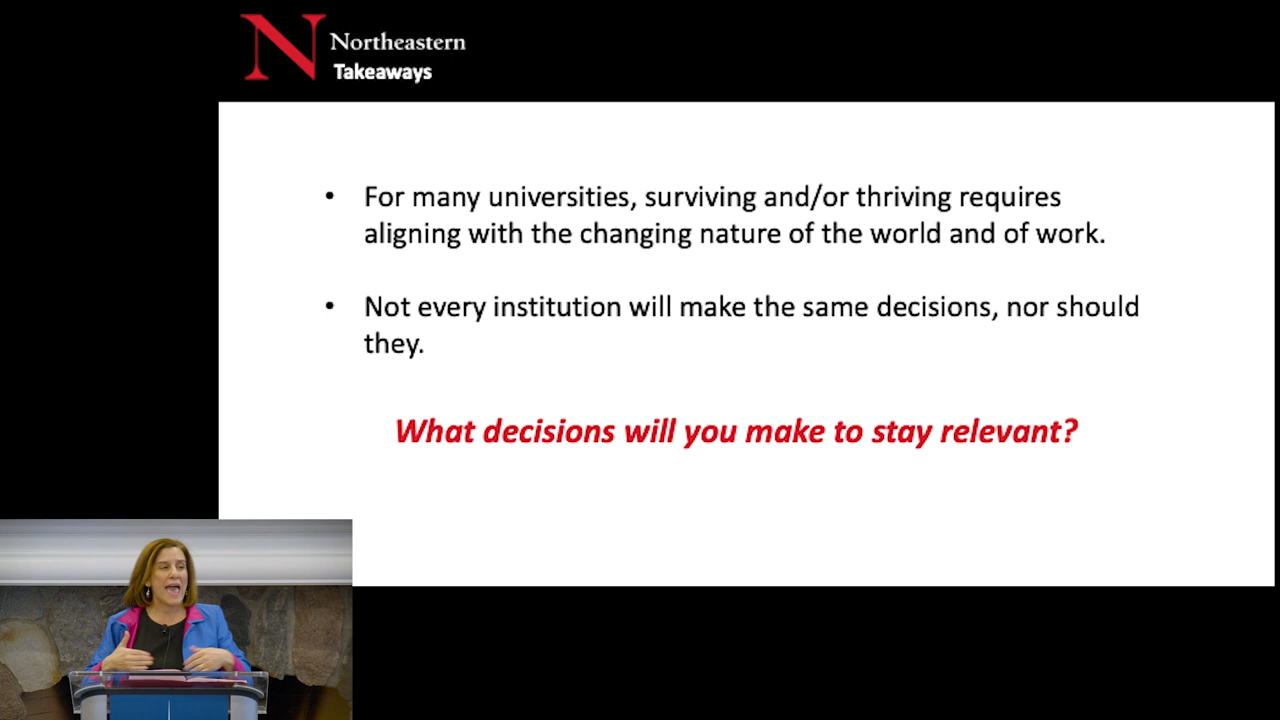 Northeastern
Takeaways
• For many universities, surviving and/or thriving requires
aligning with the changing nature of the world and of work.
• Not every institution will make the same decisions, nor should
they.
What decisions will you make to stay relevant?